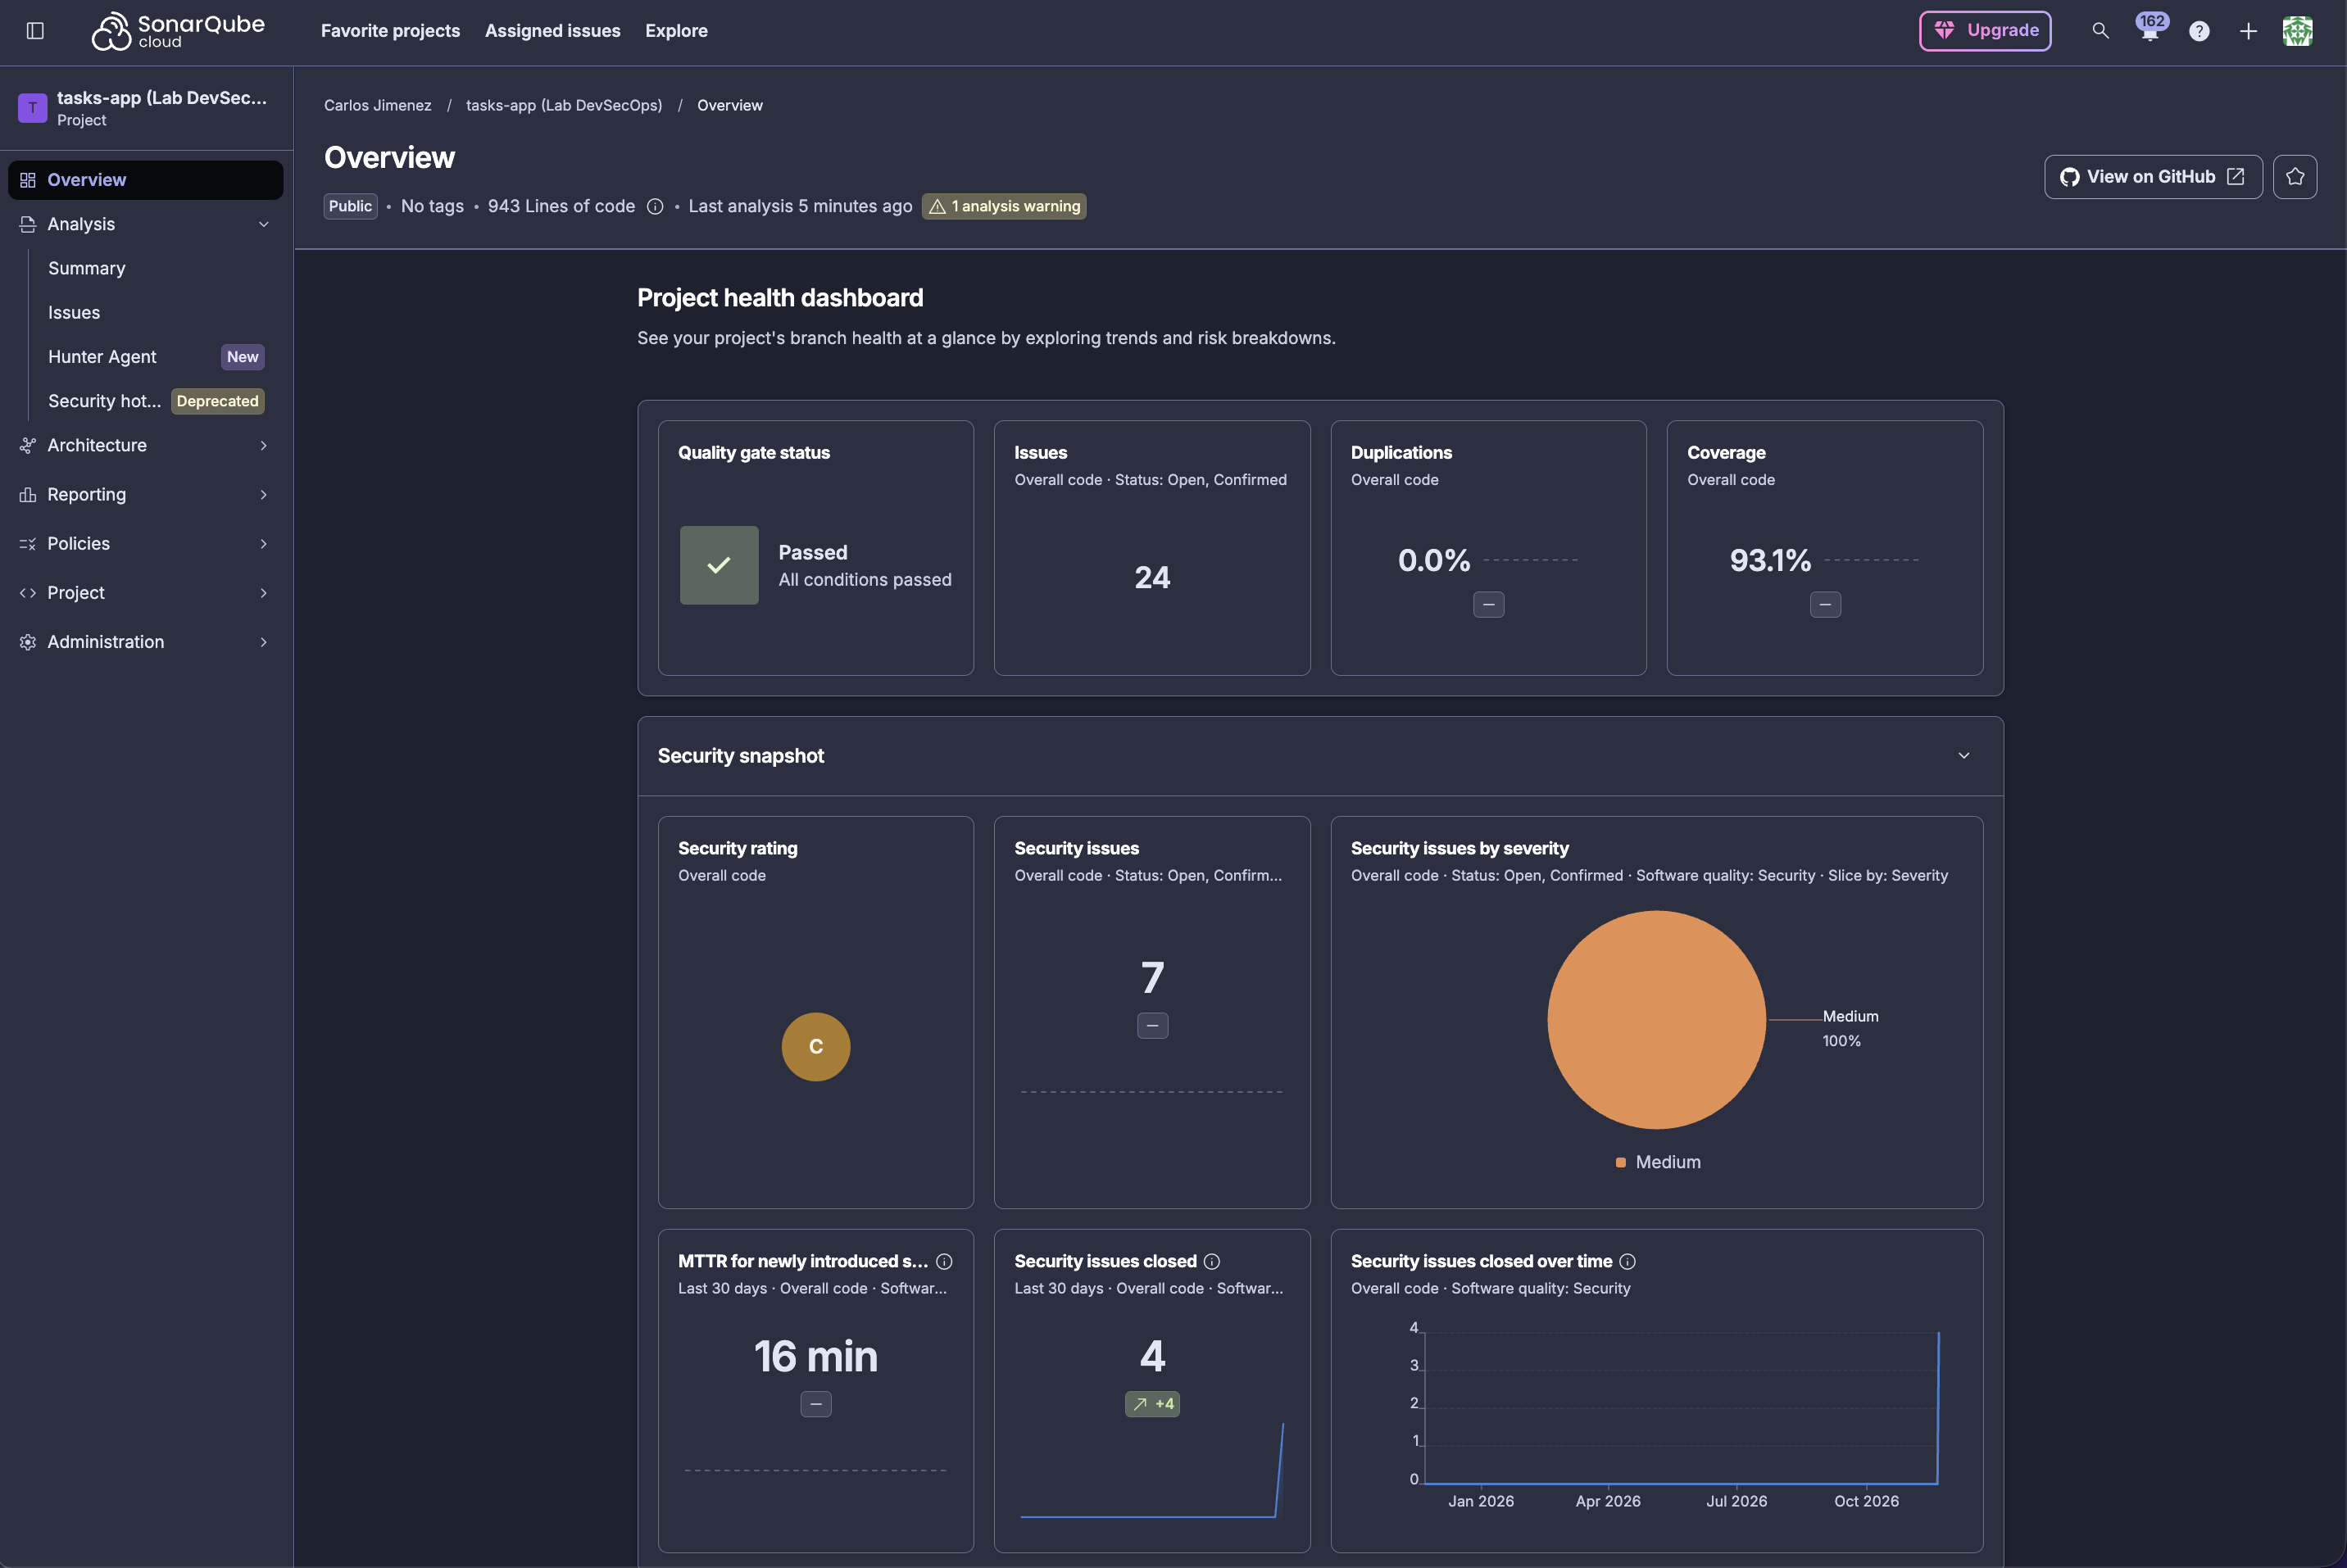 SonarQube cloud
Favorite projects
Assigned issues
Explore
Upgrade
162
?
T
tasks-app (Lab DevSec...
Project
Overview
Analysis
Summary
Issues
Hunter Agent New
Security hot... Deprecated
Architecture
Reporting
Policies
Project
Administration
Carlos Jimenez / tasks-app (Lab DevSecOps) / Overview
Overview
Public • No tags • 943 Lines of code • Last analysis 5 minutes ago 1 analysis warning
View on GitHub
Project health dashboard
See your project's branch health at a glance by exploring trends and risk breakdowns.
Quality gate status
Passed
All conditions passed
Issues
Overall code · Status: Open, Confirmed
24
Duplications
Overall code
0.0%
Coverage
Overall code
93.1%
Security snapshot
Security rating
Overall code
C
Security issues
Overall code · Status: Open, Confirm...
7
Security issues by severity
Overall code · Status: Open, Confirmed · Software quality: Security · Slice by: Severity
Medium
100%
Medium
MTTR for newly introduced s...
Last 30 days · Overall code · Softwar...
16 min
Security issues closed
Last 30 days · Overall code · Softwar...
4
+4
Security issues closed over time
Overall code · Software quality: Security
4
3
2
1
0
Jan 2026
Apr 2026
Jul 2026
Oct 2026